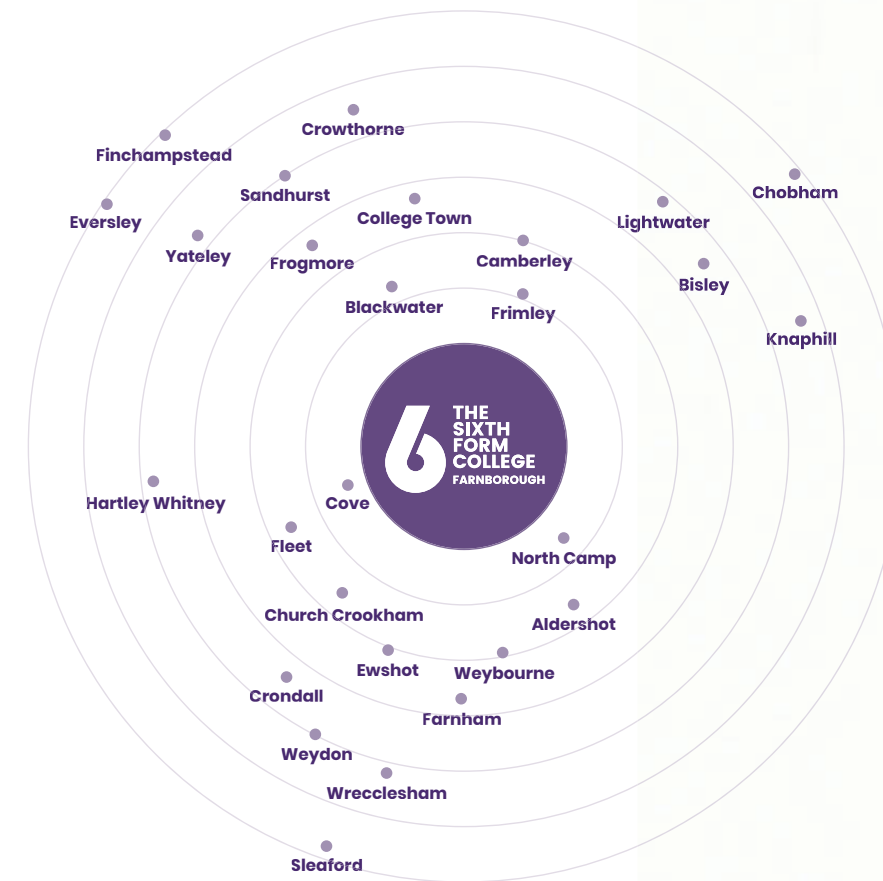 Crowthorne
Finchampstead
Chobham
Sandhurst
College Town
Lightwater
Eversley
Yateley
Frogmore
Camberley
Bisley
Blackwater
Frimley
Knaphill
THE
SIXTH
FORM
COLLEGE
FARNBOROUGH
Hartley Whitney
Cove
Fleet
North Camp
Church Crookham
Aldershot
Ewshot
Weybourne
Crondall
Farnham
Weydon
Wrecclesham
Sleaford